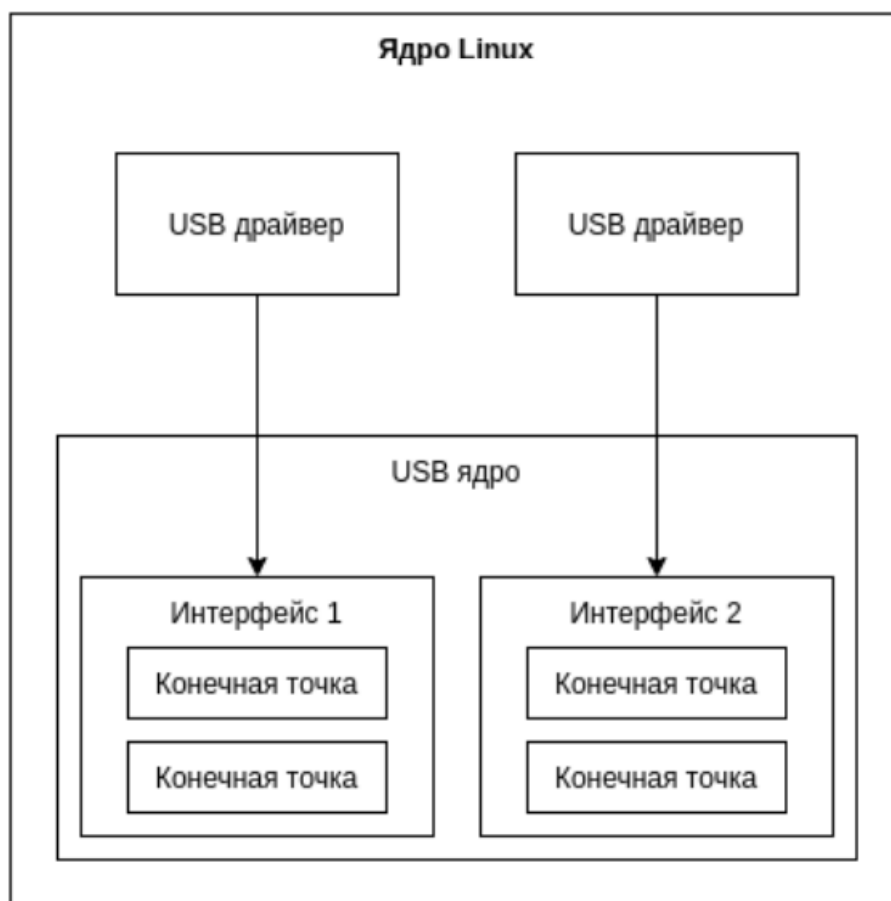 Ядро Linux
USB драйвер
USB драйвер
USB ядро
Интерфейс 1
Конечная точка
Конечная точка
Интерфейс 2
Конечная точка
Конечная точка